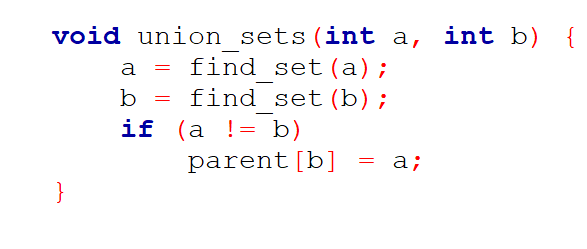 void union_sets(int a, int b) {
    a = find_set(a);
    b = find_set(b);
    if (a != b)
        parent[b] = a;
}